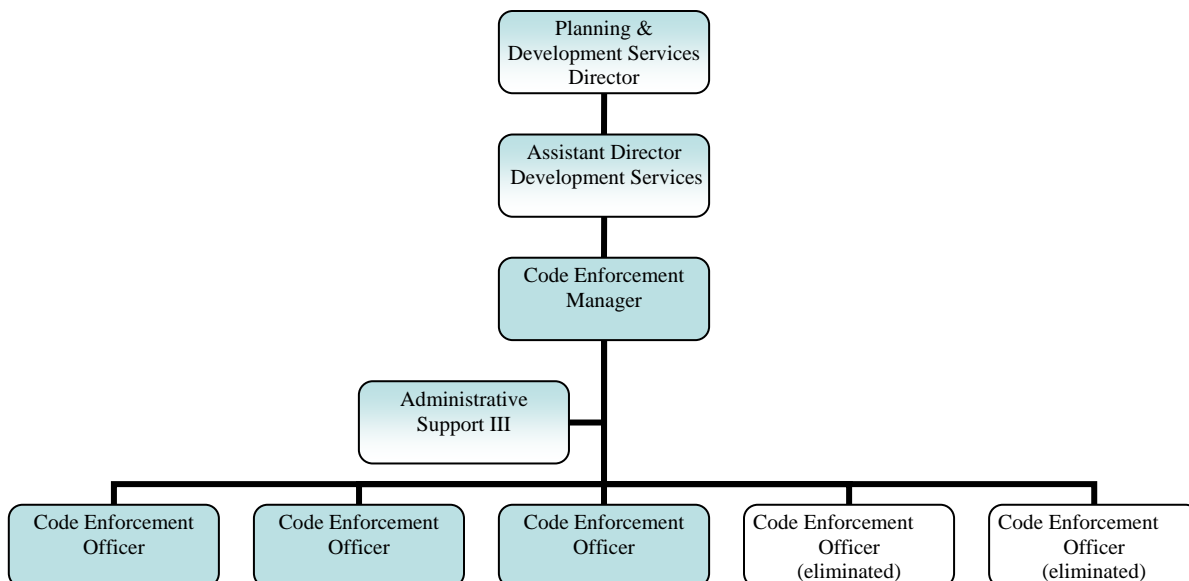 Planning &
Development Services
Director
Assistant Director
Development Services
Code Enforcement
Manager
Administrative
Support III
Code Enforcement
Officer
Code Enforcement
Officer
Code Enforcement
Officer
Code Enforcement
Officer
(eliminated)
Code Enforcement
Officer
(eliminated)